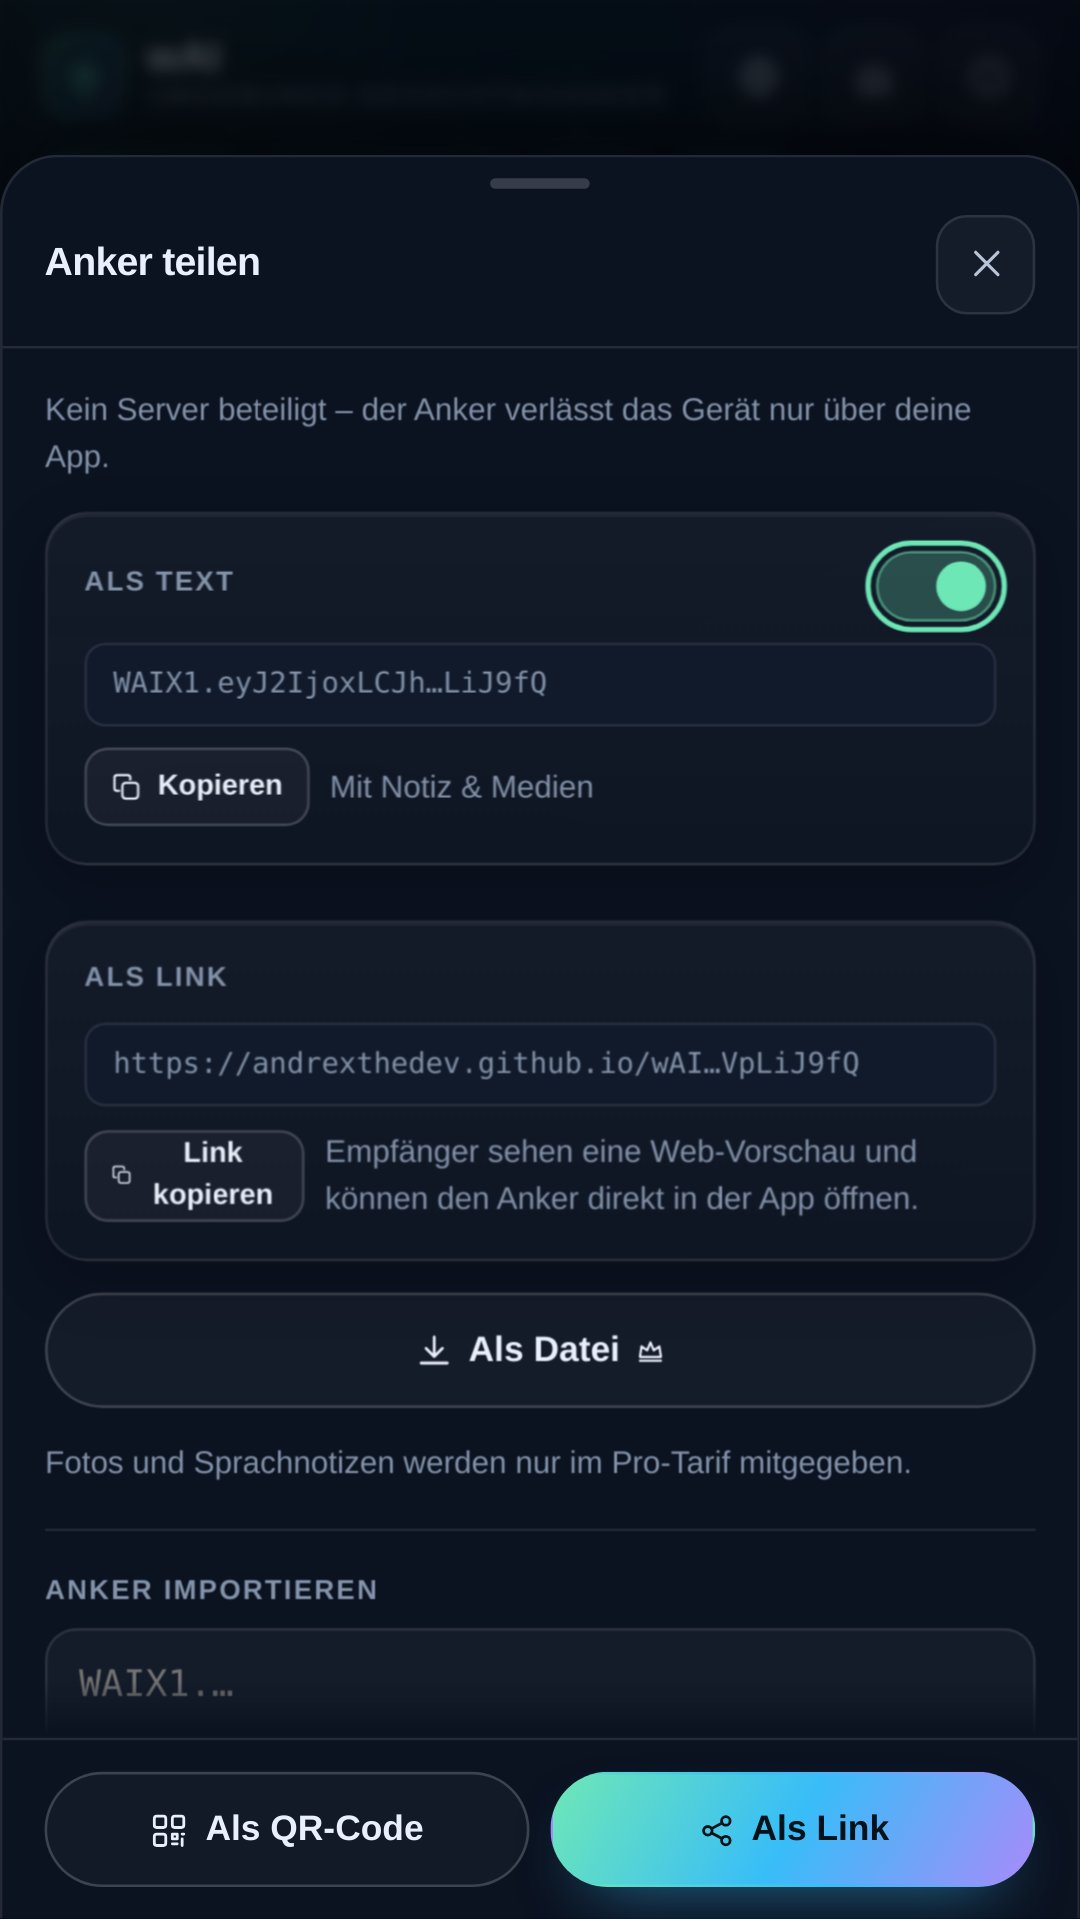 Anker teilen
Kein Server beteiligt – der Anker verlässt das Gerät nur über deine
App.
ALS TEXT
WAIX1.eyJ2IjoxLCJh…LiJ9fQ
Kopieren
Mit Notiz & Medien
ALS LINK
https://andrexthedev.github.io/wAI…VpLiJ9fQ
Link
kopieren
Empfänger sehen eine Web-Vorschau und
können den Anker direkt in der App öffnen.
Als Datei
Fotos und Sprachnotizen werden nur im Pro-Tarif mitgegeben.
ANKER IMPORTIEREN
WAIX1.…
Als QR-Code
Als Link